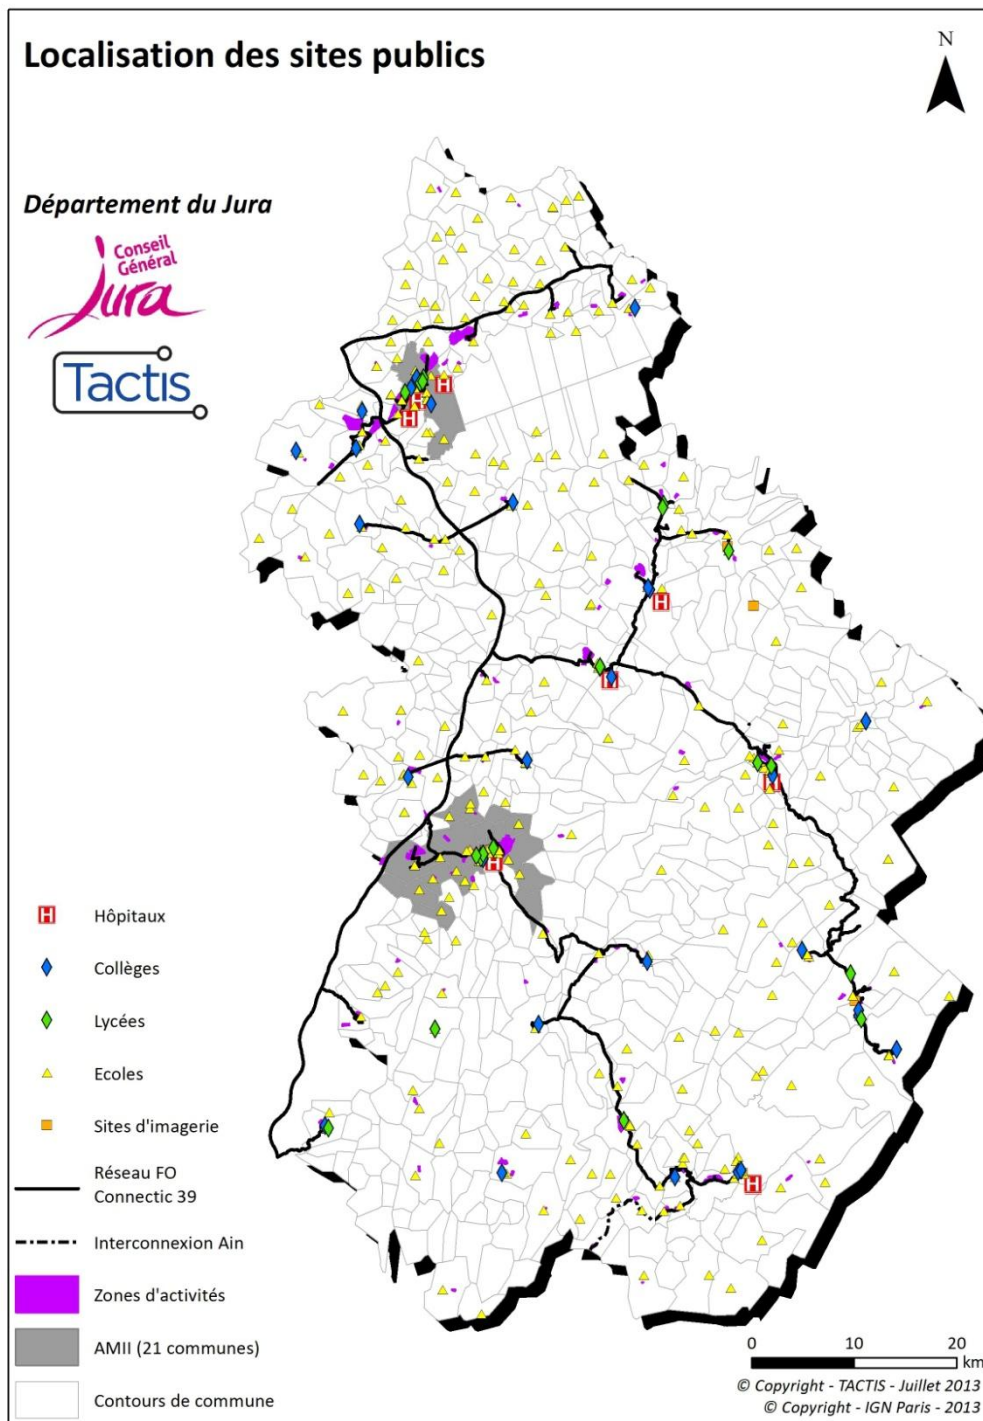 Localisation des sites publics
N
Département du Jura
Conseil
Général
Jura
Tactis
H
H
H
H
H
H
H
H
H Hôpitaux
Collèges
Lycées
Ecoles
Sites d'imagerie
Réseau FO
Connectic 39
Interconnexion Ain
Zones d'activités
AMII (21 communes)
Contours de commune
0 10 20
km
© Copyright - TACTIS - Juillet 2013
© Copyright - IGN Paris - 2013